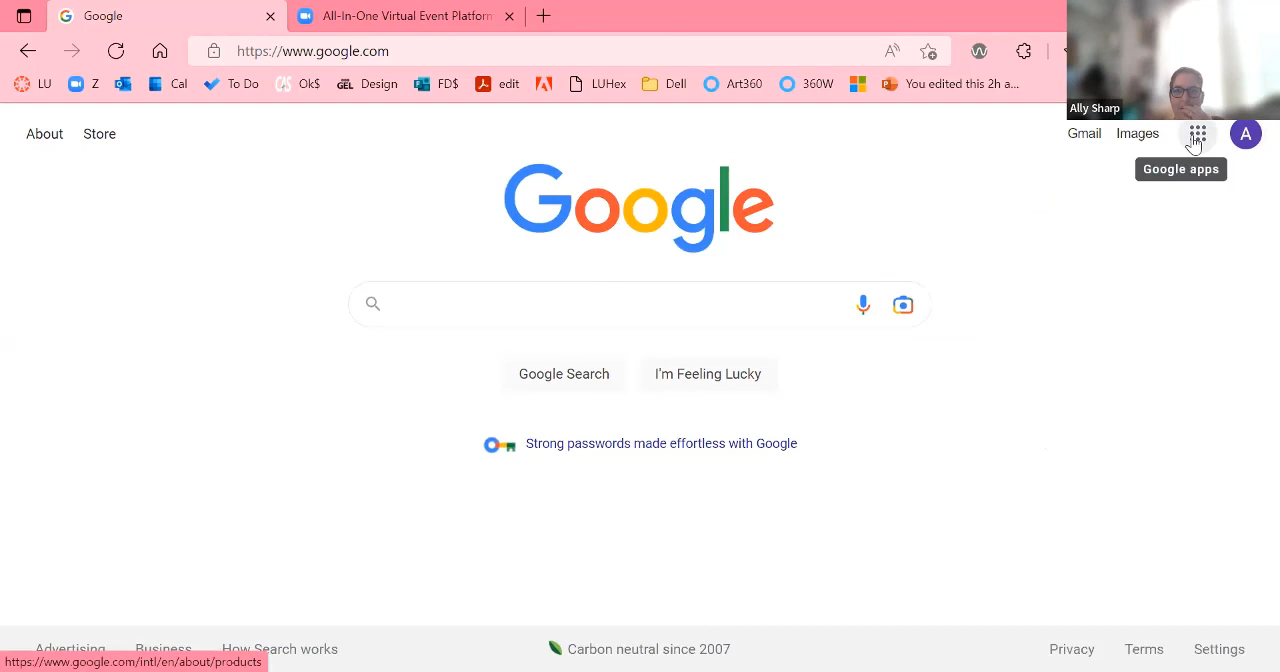 Google
All-In-One Virtual Event Platform
https://www.google.com
LU Z Cal To Do Ok$ GEL Design FD$ edit LUHex Dell Art360 360W You edited this 2h a...
Ally Sharp
About Store
Gmail Images A
Google apps
Google
Google Search I'm Feeling Lucky
Strong passwords made effortless with Google
Advertising Business How Search works
Carbon neutral since 2007
Privacy Terms Settings
https://www.google.com/intl/en/about/products